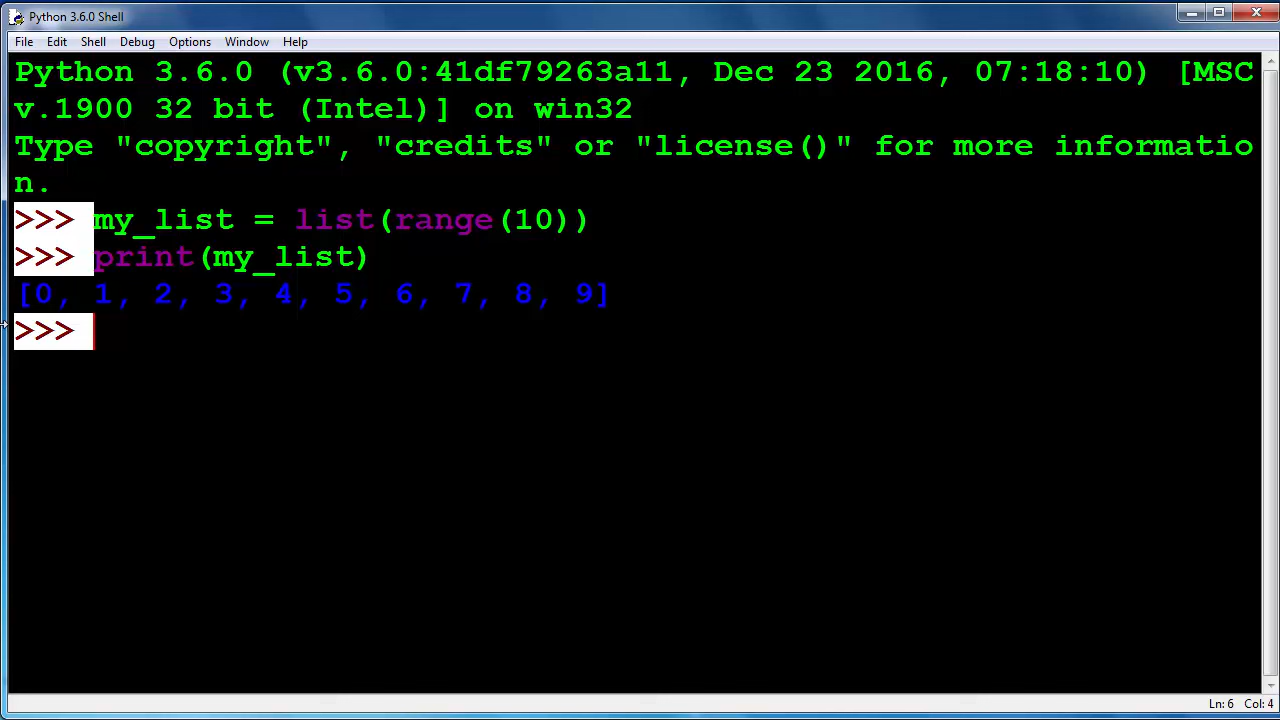 Python 3.6.0 Shell
File Edit Shell Debug Options Window Help
Python 3.6.0 (v3.6.0:41df79263a11, Dec 23 2016, 07:18:10) [MSC
v.1900 32 bit (Intel)] on win32
Type "copyright", "credits" or "license()" for more informatio
n.
>>> my_list = list(range(10))
>>> print(my_list)
[0, 1, 2, 3, 4, 5, 6, 7, 8, 9]
>>>
Ln: 6 Col: 4